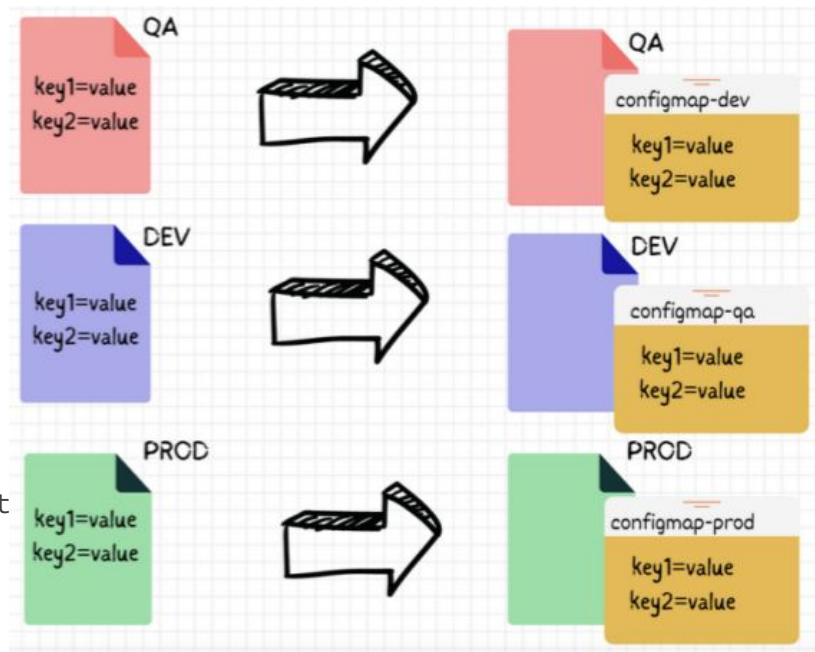 QA
key1=value
key2=value
QA
configmap-dev
key1=value
key2=value
DEV
key1=value
key2=value
DEV
configmap-qa
key1=value
key2=value
PROD
key1=value
key2=value
PROD
configmap-prod
key1=value
key2=value
t